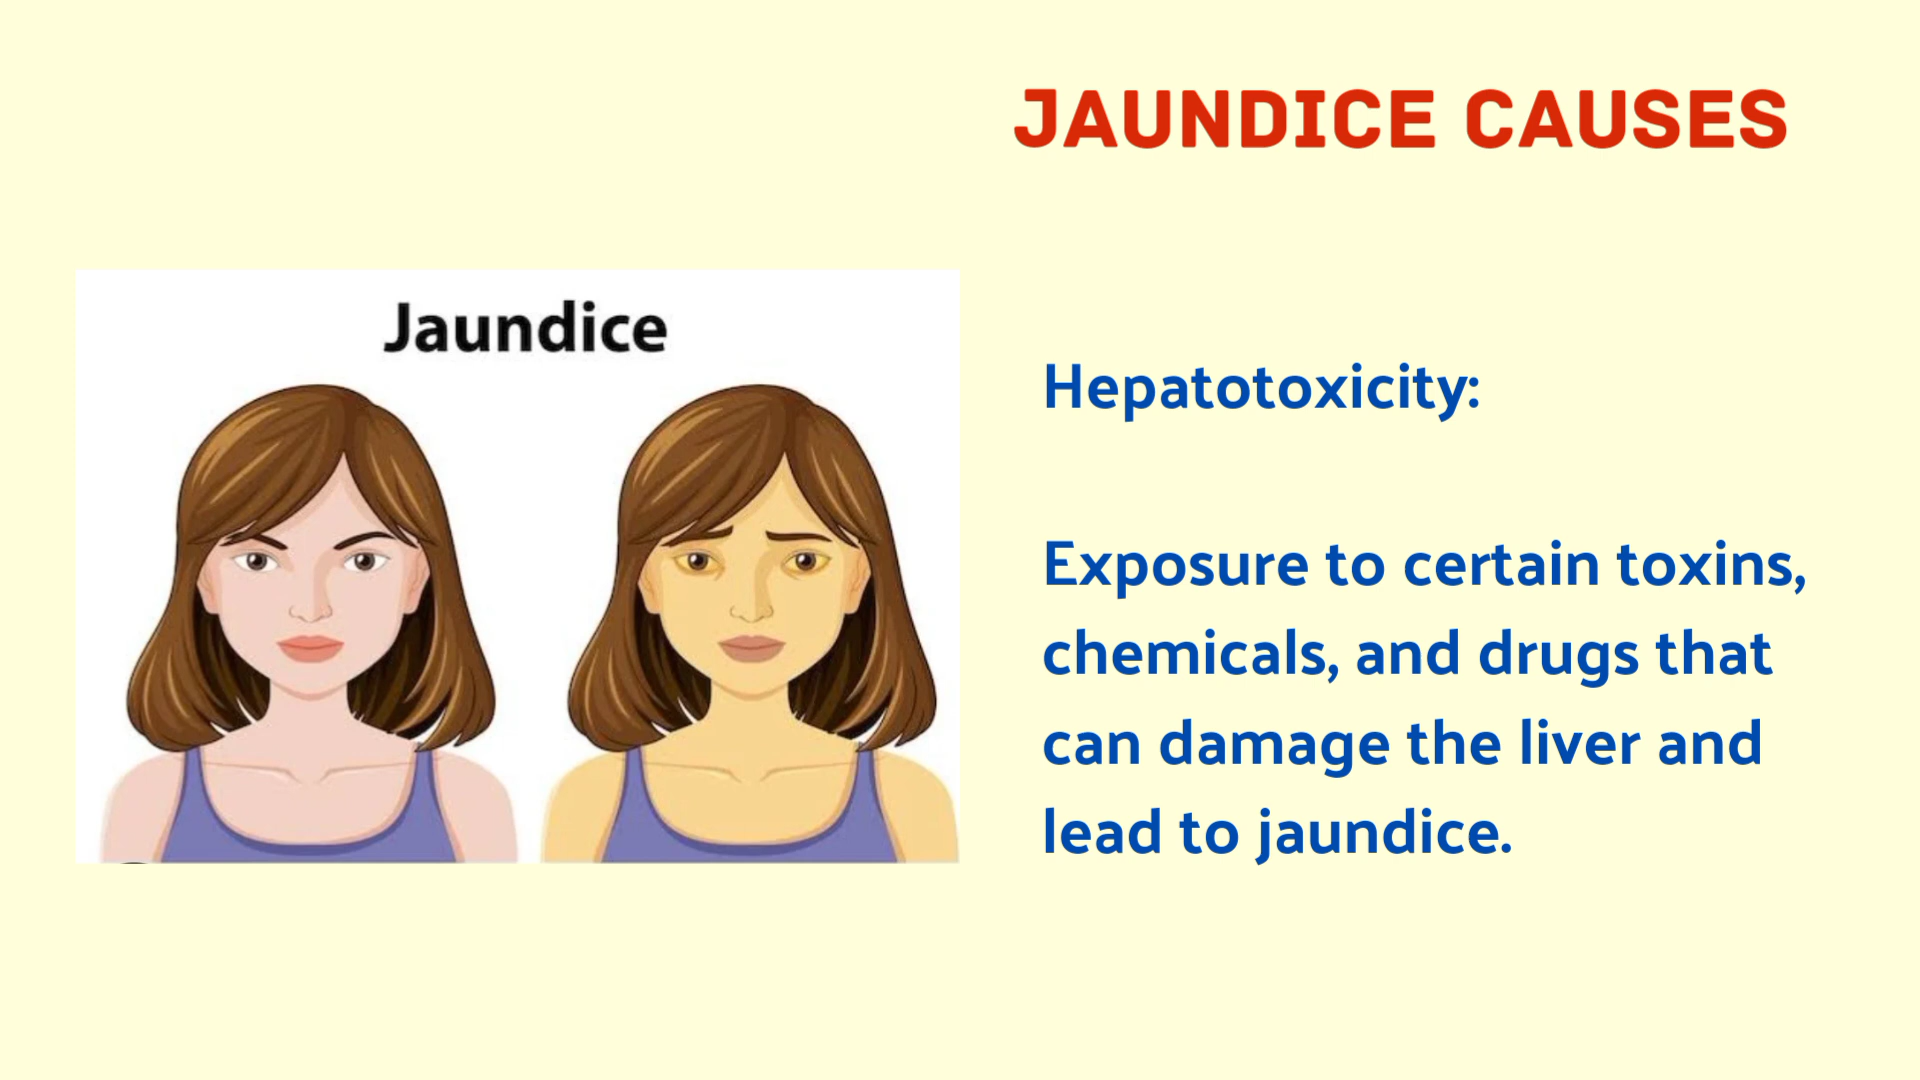 JAUNDICE CAUSES
Jaundice
Hepatotoxicity:
Exposure to certain toxins,
chemicals, and drugs that
can damage the liver and
lead to jaundice.